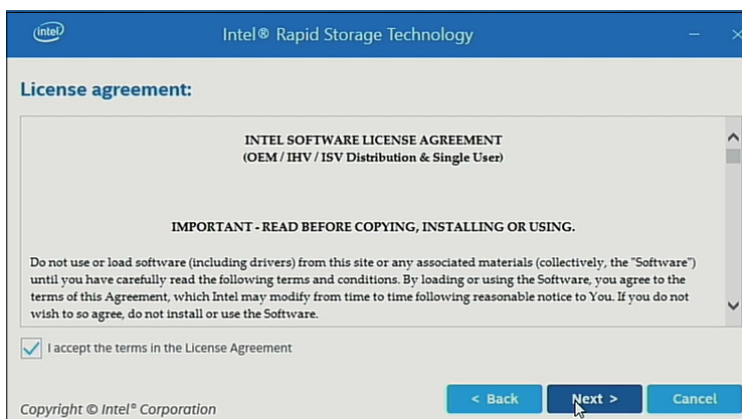 intel
Intel® Rapid Storage Technology
License agreement:
INTEL SOFTWARE LICENSE AGREEMENT
(OEM / IHV / ISV Distribution & Single User)
IMPORTANT - READ BEFORE COPYING, INSTALLING OR USING.
Do not use or load software (including drivers) from this site or any associated materials (collectively, the "Software")
until you have carefully read the following terms and conditions. By loading or using the Software, you agree to the
terms of this Agreement, which Intel may modify from time to time following reasonable notice to You. If you do not
wish to so agree, do not install or use the Software.
I accept the terms in the License Agreement
< Back Next > Cancel
Copyright © Intel® Corporation